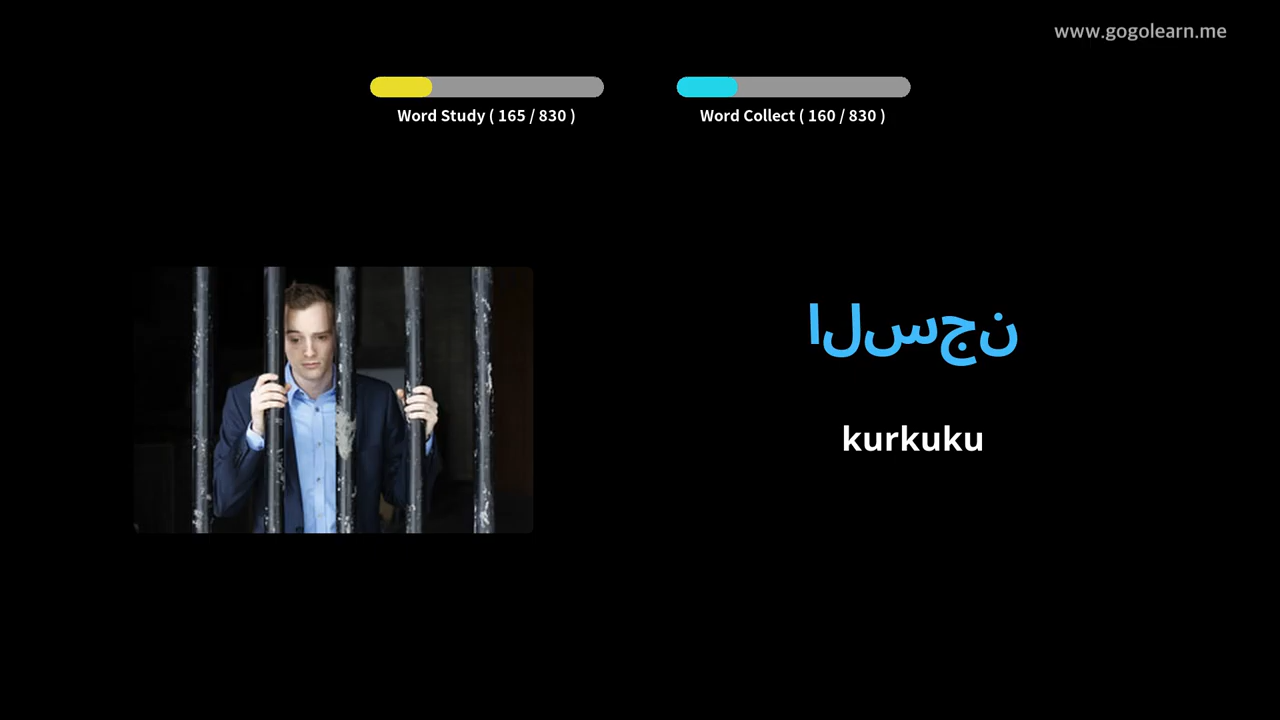 www.gogolearn.me
Word Study ( 165 / 830 )
Word Collect ( 160 / 830 )
السجن
kurkuku